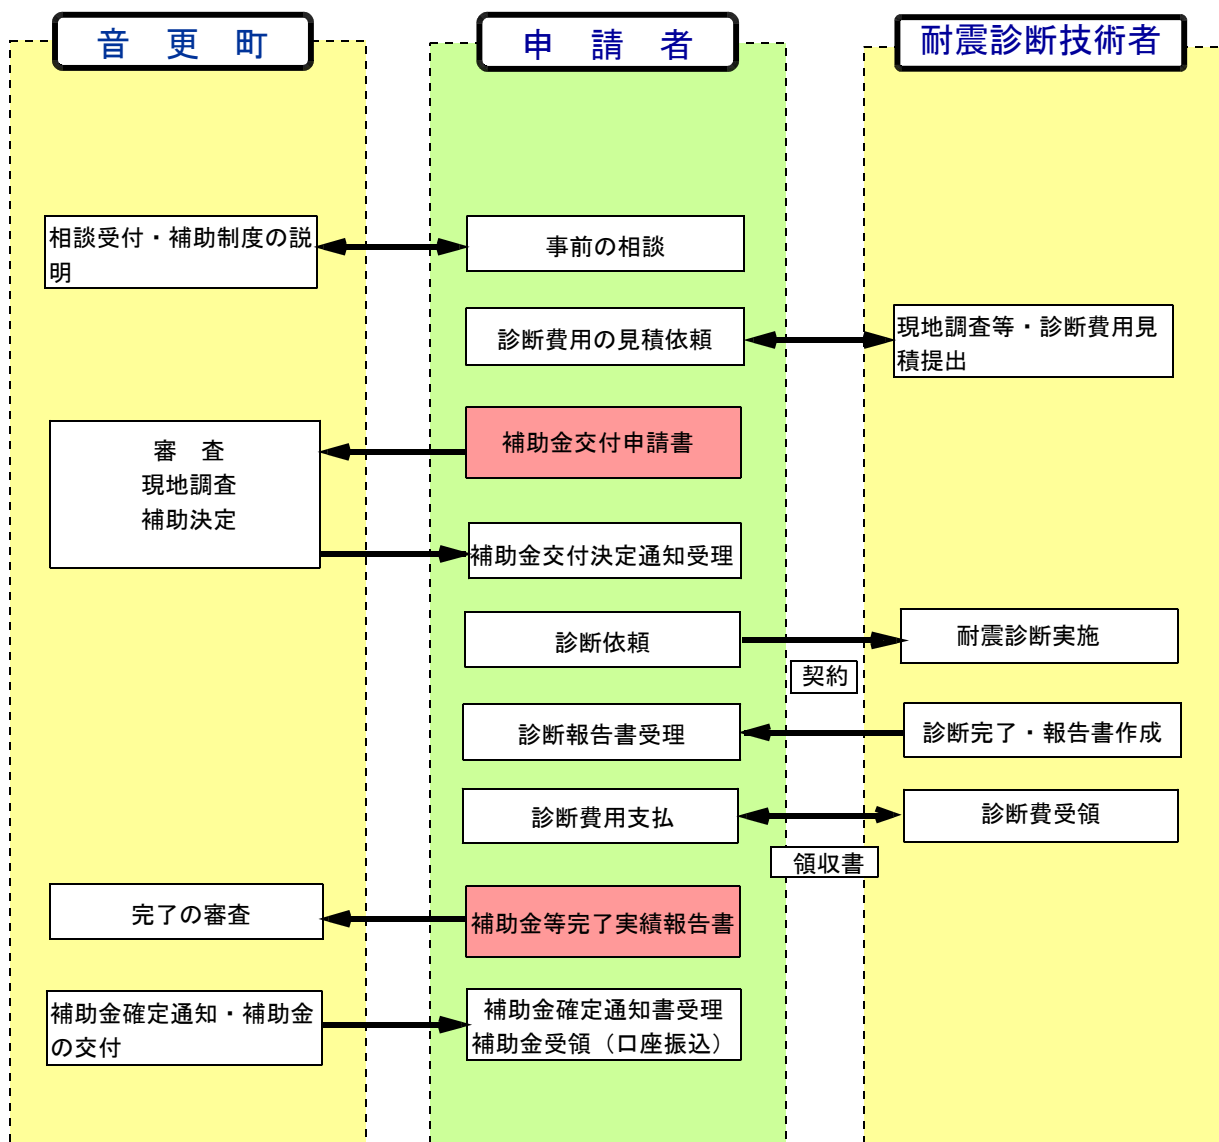 音　更　町
申　請　者
耐震診断技術者
相談受付・補助制度の説
明
事前の相談
診断費用の見積依頼
現地調査等・診断費用見
積提出
補助金交付申請書
審　査
現地調査
補助決定
補助金交付決定通知受理
診断依頼
耐震診断実施
契約
診断報告書受理
診断完了・報告書作成
診断費用支払
診断費受領
領収書
完了の審査
補助金等完了実績報告書
補助金確定通知・補助金
の交付
補助金確定通知書受理
補助金受領（口座振込）